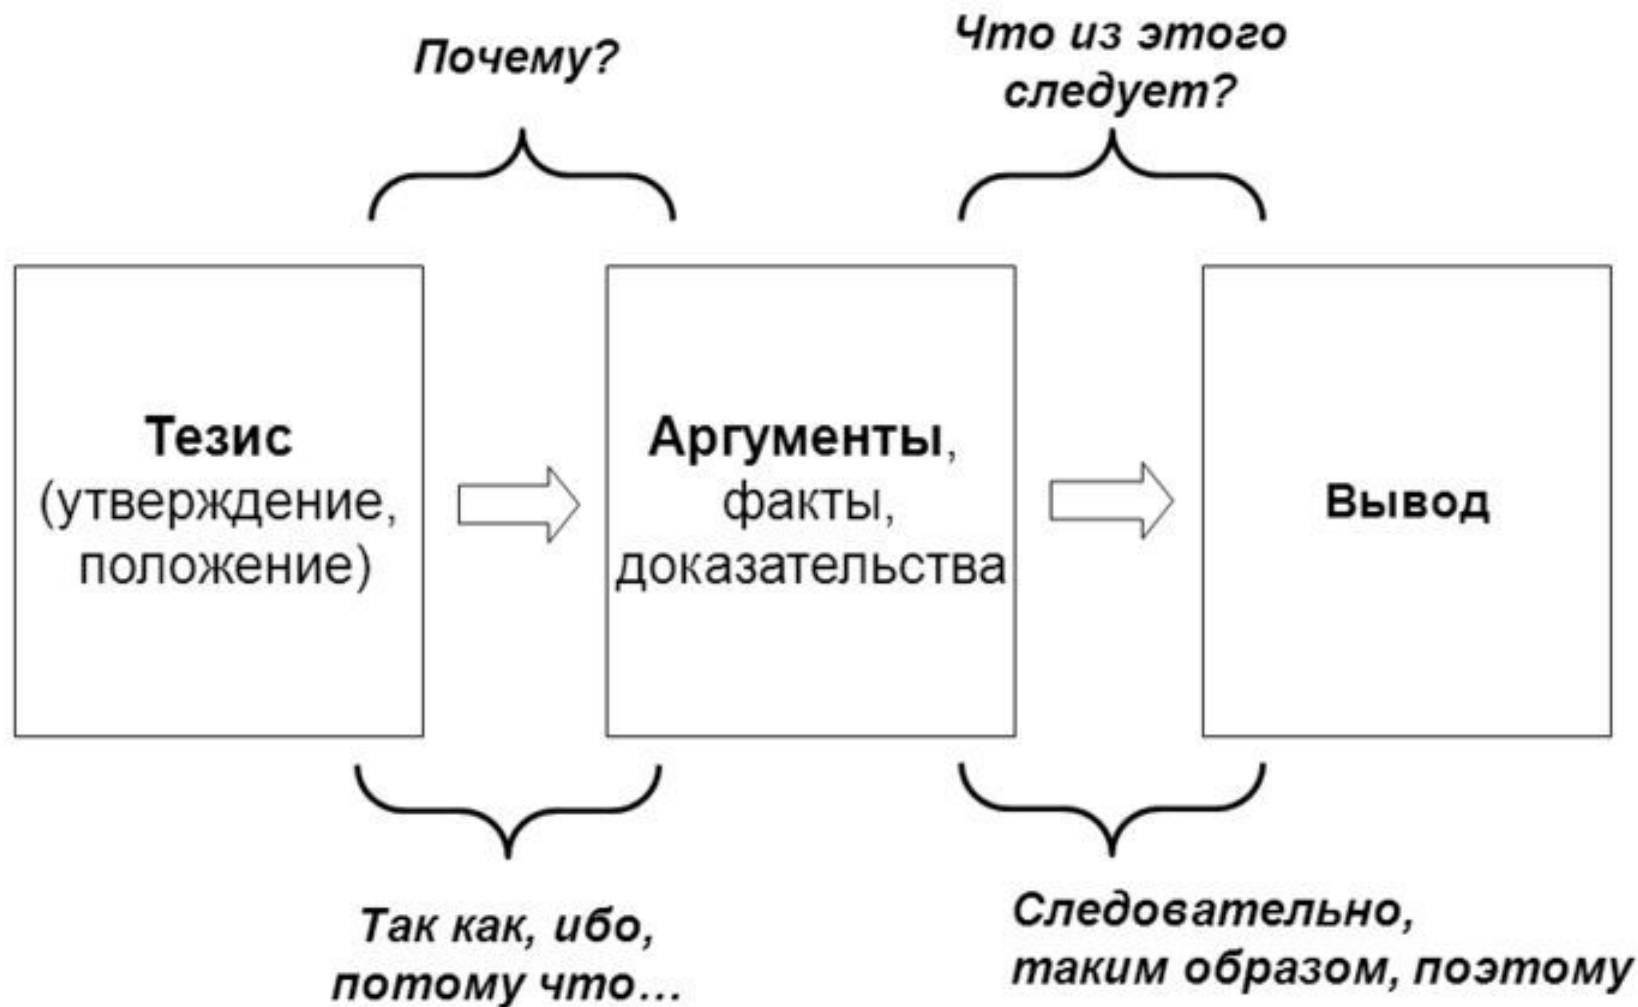 Почему?
Что из этого
следует?
Тезис
(утверждение,
положение)
Аргументы,
факты,
доказательства
Вывод
Так как, ибо,
потому что...
Следовательно,
таким образом, поэтому